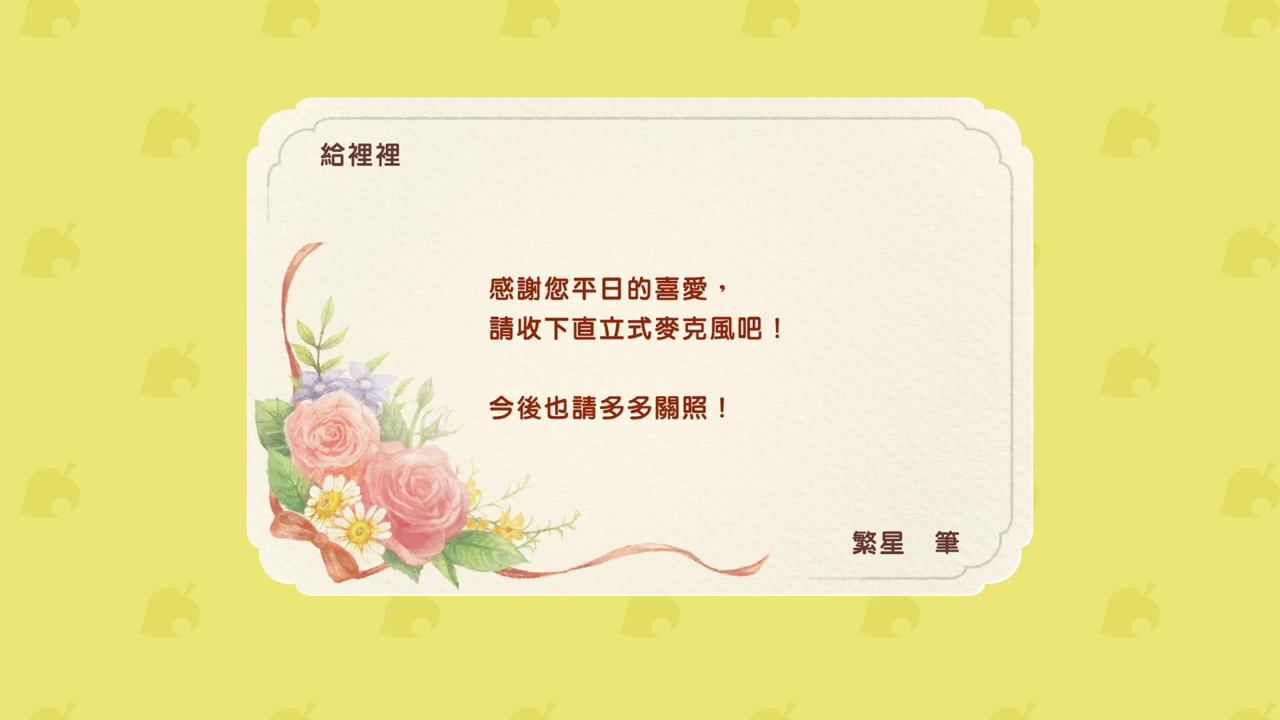 給裡裡
感謝您平日的喜愛，
請收下直立式麥克風吧！
今後也請多多關照！
繁星　筆